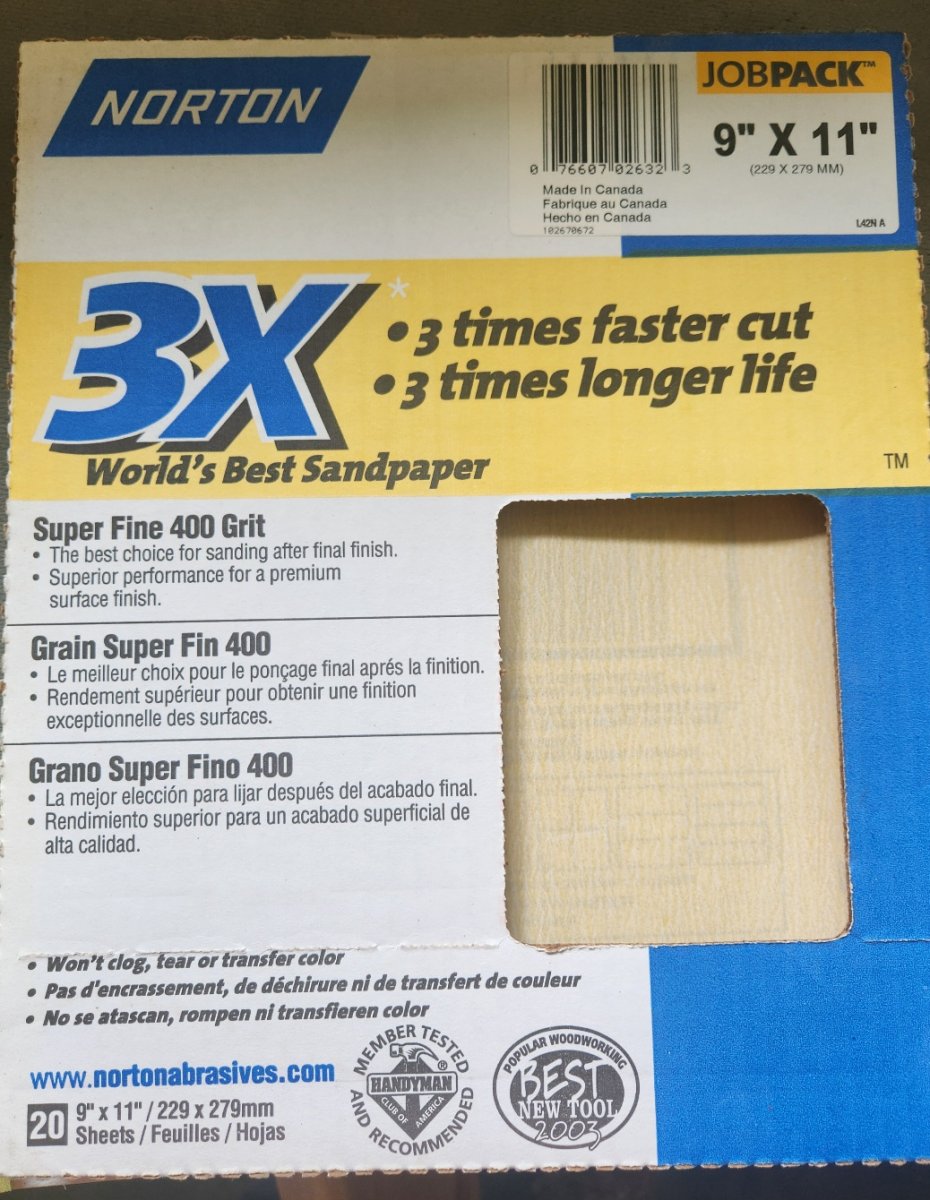 NORTON
JOBPACK™
9" X 11"
(229 X 279 MM)
0 76607 02632 3
Made In Canada
Fabrique au Canada
Hecho en Canada
102670672
L42N A
3X*
• 3 times faster cut
• 3 times longer life
World's Best Sandpaper
TM
Super Fine 400 Grit
• The best choice for sanding after final finish.
• Superior performance for a premium
surface finish.
Grain Super Fin 400
• Le meilleur choix pour le ponçage final aprés la finition.
• Rendement supérieur pour obtenir une finition
exceptionnelle des surfaces.
Grano Super Fino 400
• La mejor elección para lijar después del acabado final.
• Rendimiento superior para un acabado superficial de
alta calidad.
• Won't clog, tear or transfer color
• Pas d'encrassement, de déchirure ni de transfert de couleur
• No se atascan, rompen ni transfieren color
www.nortonabrasives.com
20 9" x 11" / 229 x 279mm
Sheets / Feuilles / Hojas
MEMBER TESTED
HANDYMAN ®
CLUB OF AMERICA
AND RECOMMENDED
POPULAR WOODWORKING
BEST
NEW TOOL
2003